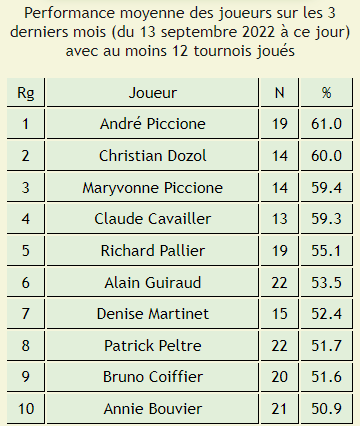 Performance moyenne des joueurs sur les 3
derniers mois (du 13 septembre 2022 à ce jour)
avec au moins 12 tournois joués
Rg Joueur N %
1 André Piccione 19 61.0
2 Christian Dozol 14 60.0
3 Maryvonne Piccione 14 59.4
4 Claude Cavailler 13 59.3
5 Richard Pallier 19 55.1
6 Alain Guiraud 22 53.5
7 Denise Martinet 15 52.4
8 Patrick Peltre 22 51.7
9 Bruno Coiffier 20 51.6
10 Annie Bouvier 21 50.9